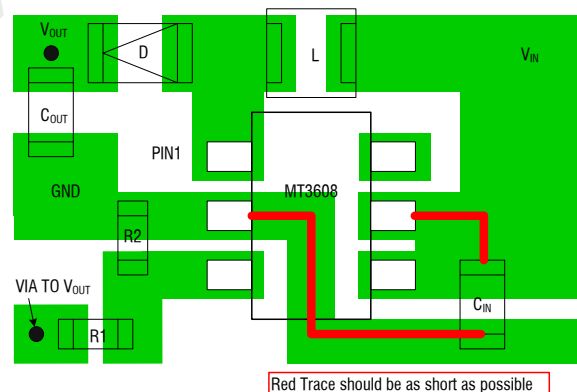 VOUT
D
L
VIN
COUT
PIN1
GND
MT3608
R2
VIA TO VOUT
R1
CIN
Red Trace should be as short as possible